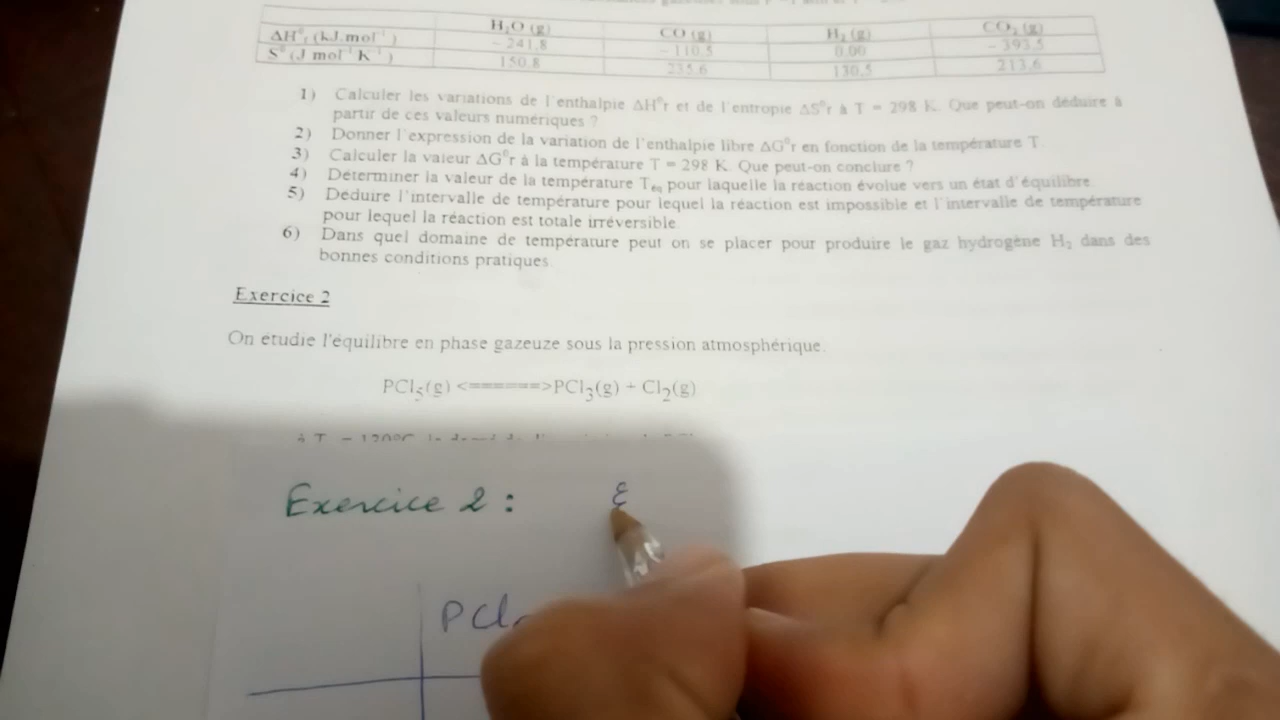 H₂O (g) CO (g) H₂ (g) CO₂ (g)
ΔH°f (kJ.mol⁻¹) - 241,8 - 110,5 0,00 - 393,5
S° (J mol⁻¹ K⁻¹) 150,8 235,6 130,5 213,6
1) Calculer les variations de l'enthalpie ΔH°r et de l'entropie ΔS°r à T = 298 K. Que peut-on déduire à
partir de ces valeurs numériques ?
2) Donner l'expression de la variation de l'enthalpie libre ΔG°r en fonction de la température T.
3) Calculer la valeur ΔG°r à la température T = 298 K. Que peut-on conclure ?
4) Déterminer la valeur de la température Teq pour laquelle la réaction évolue vers un état d'équilibre.
5) Déduire l'intervalle de température pour lequel la réaction est impossible et l'intervalle de température
pour lequel la réaction est totale irréversible.
6) Dans quel domaine de température peut on se placer pour produire le gaz hydrogène H₂ dans des
bonnes conditions pratiques.
Exercice 2
On étudie l'équilibre en phase gazeuze sous la pression atmosphérique.
PCl₅(g) <======>PCl₃(g) + Cl₂(g)
Exercice 2 : ε
PCl